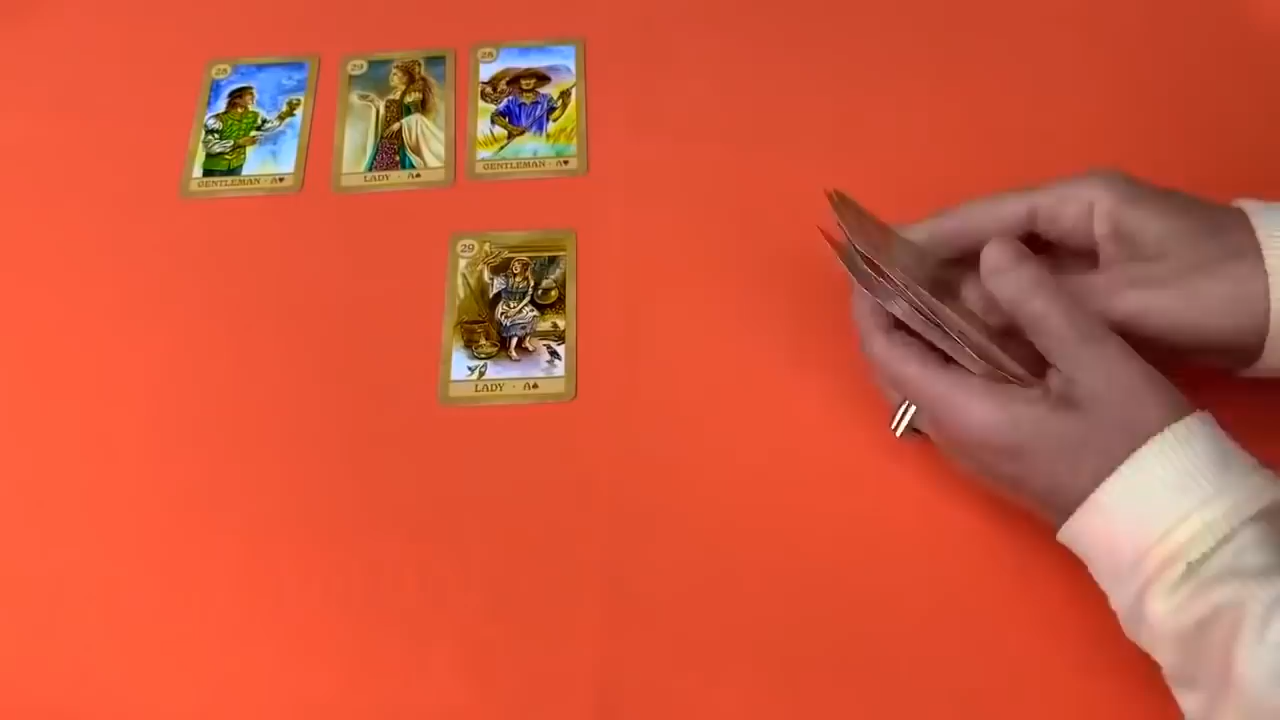 28
GENTLEMAN · A♥
29
LADY · A♠
28
GENTLEMAN · A♥
29
LADY · A♠